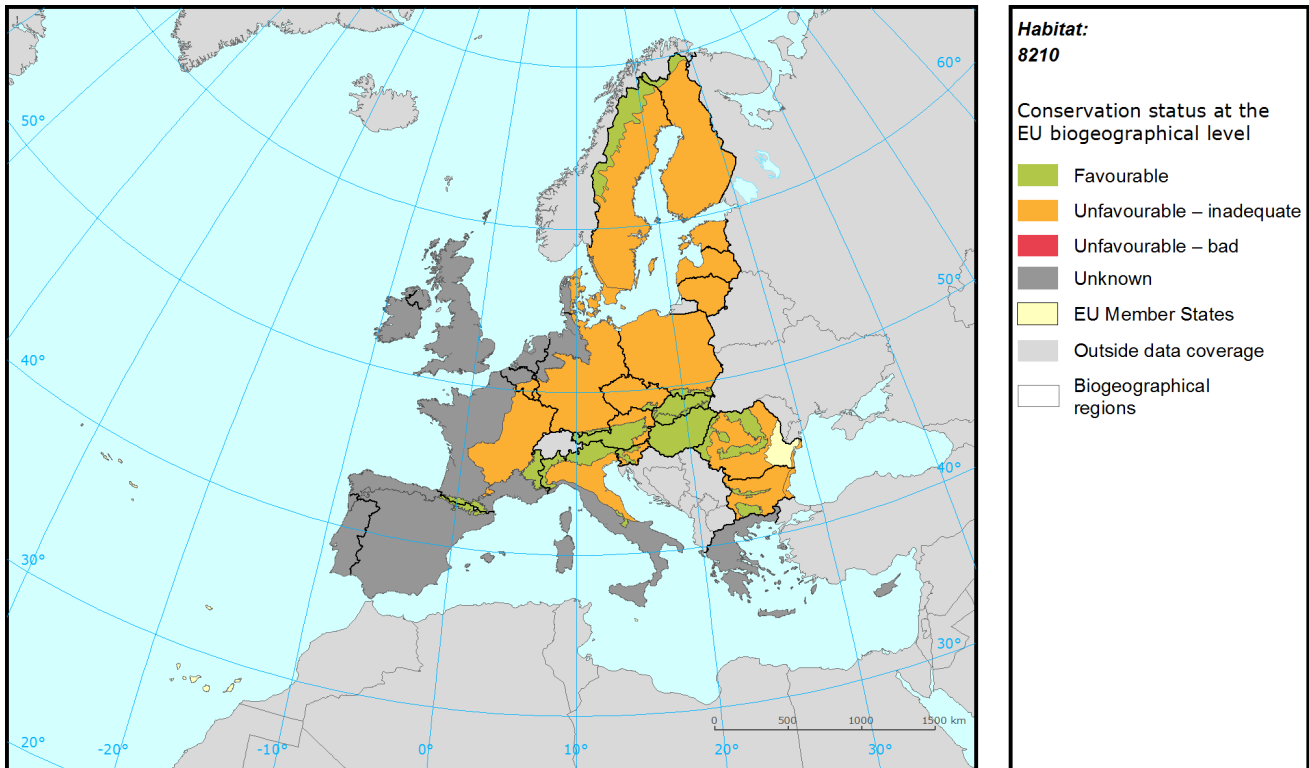 Habitat:
8210
Conservation status at the
EU biogeographical level
Favourable
Unfavourable – inadequate
Unfavourable – bad
Unknown
EU Member States
Outside data coverage
Biogeographical
regions
60°
50°
50°
40°
40°
30°
30°
0 500 1000 1500 km
20° -20° -10° 0° 10° 20° 30°